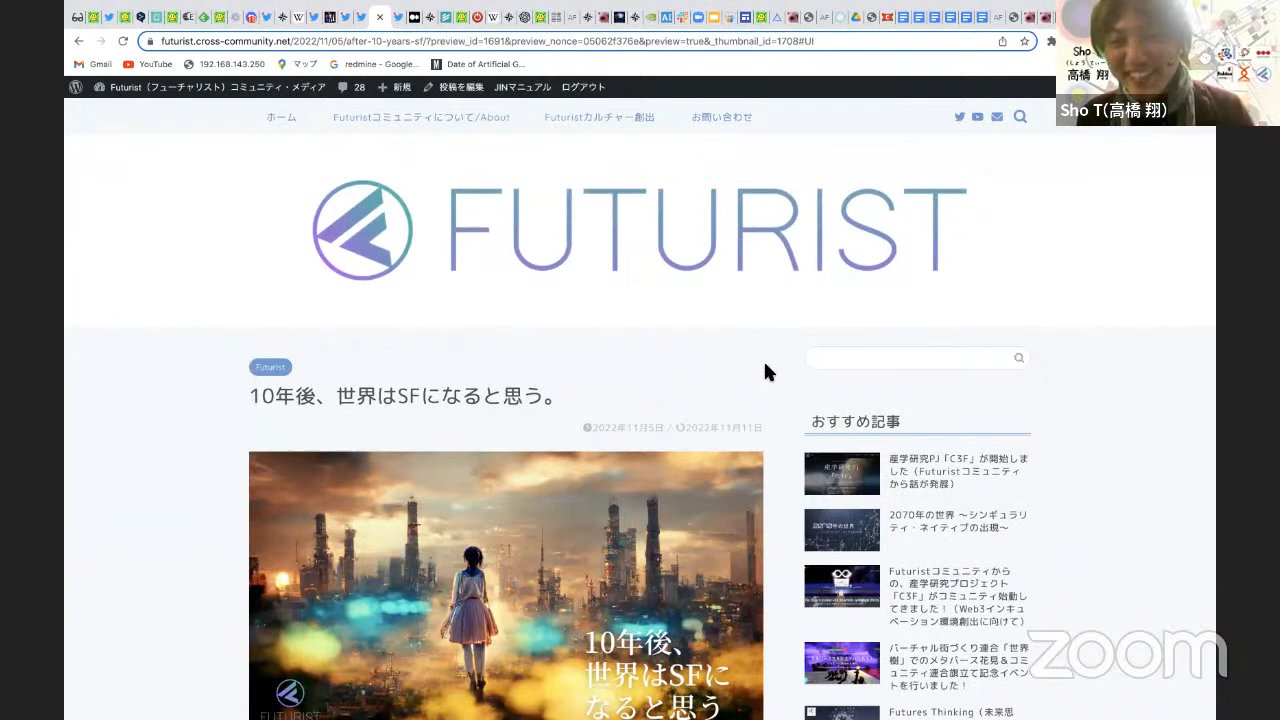 futurist.cross-community.net/2022/11/05/after-10-years-sf/?preview_id=1691&preview_nonce=05062f376e&preview=true&_thumbnail_id=1708#UI
Gmail YouTube 192.168.143.250 マップ redmine - Google... Date of Artificial G...
Futurist（フューチャリスト）コミュニティ・メディア 28 新規 投稿を編集 JINマニュアル ログアウト
Sho
高橋 翔
Sho T(高橋 翔)
ホーム Futuristコミュニティについて/About Futuristカルチャー創出 お問い合わせ
FUTURIST
Futurist
10年後、世界はSFになると思う。
2022年11月5日 / 2022年11月11日
10年後、
世界はSFに
なると思う
FUTURIST
おすすめ記事
産学研究PJ「C3F」が開始しま
した（Futuristコミュニティ
から話が発展）
2070年の世界 〜シンギュラリ
ティ・ネイティブの出現〜
Futuristコミュニティから
の、産学研究プロジェクト
「C3F」がコミュニティ始動し
てきました！（Web3インキュ
ベーション環境創出に向けて）
バーチャル街づくり連合「世界
樹」でのメタバース花見＆コミ
ュニティ連合旗立て記念イベン
トを行いました！
Futures Thinking（未来思
zoom